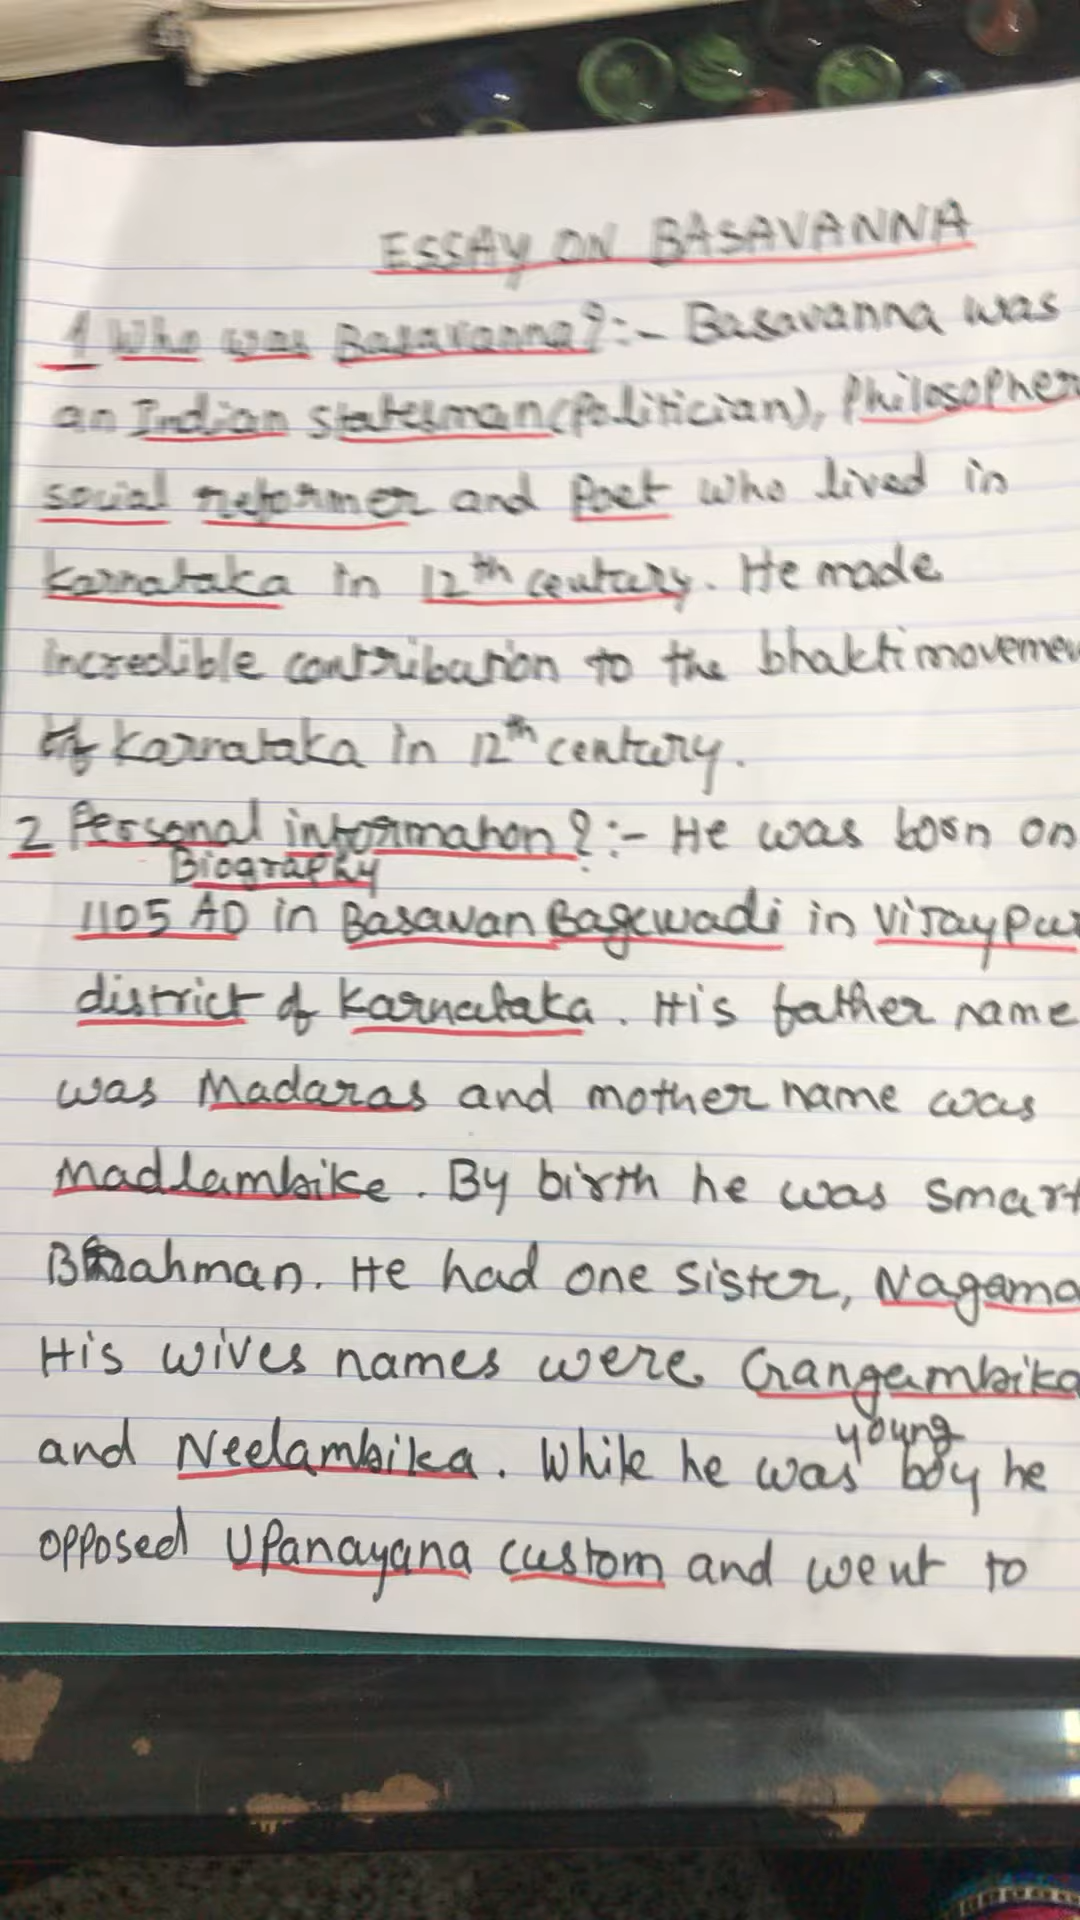 ESSAY ON BASAVANNA
1 Who was Basavanna?:- Basavanna was
an Indian statesman(politician), Philosopher
social reformer and Poet who lived in
Karnataka in 12th century. He made
incredible contribution to the bhakti movemen
of Karnataka in 12th century.
2 Personal information?:- He was born on
Biography
1105 AD in Basavan Bagewadi in Vijaypur
district of Karnataka. His father name
was Madaras and mother name was
Madlambike. By birth he was Smart
Brahman. He had one sister, Nagama
His wives names were Gangambika
and Neelambika. While he was young boy he
opposed Upanayana custom and went to